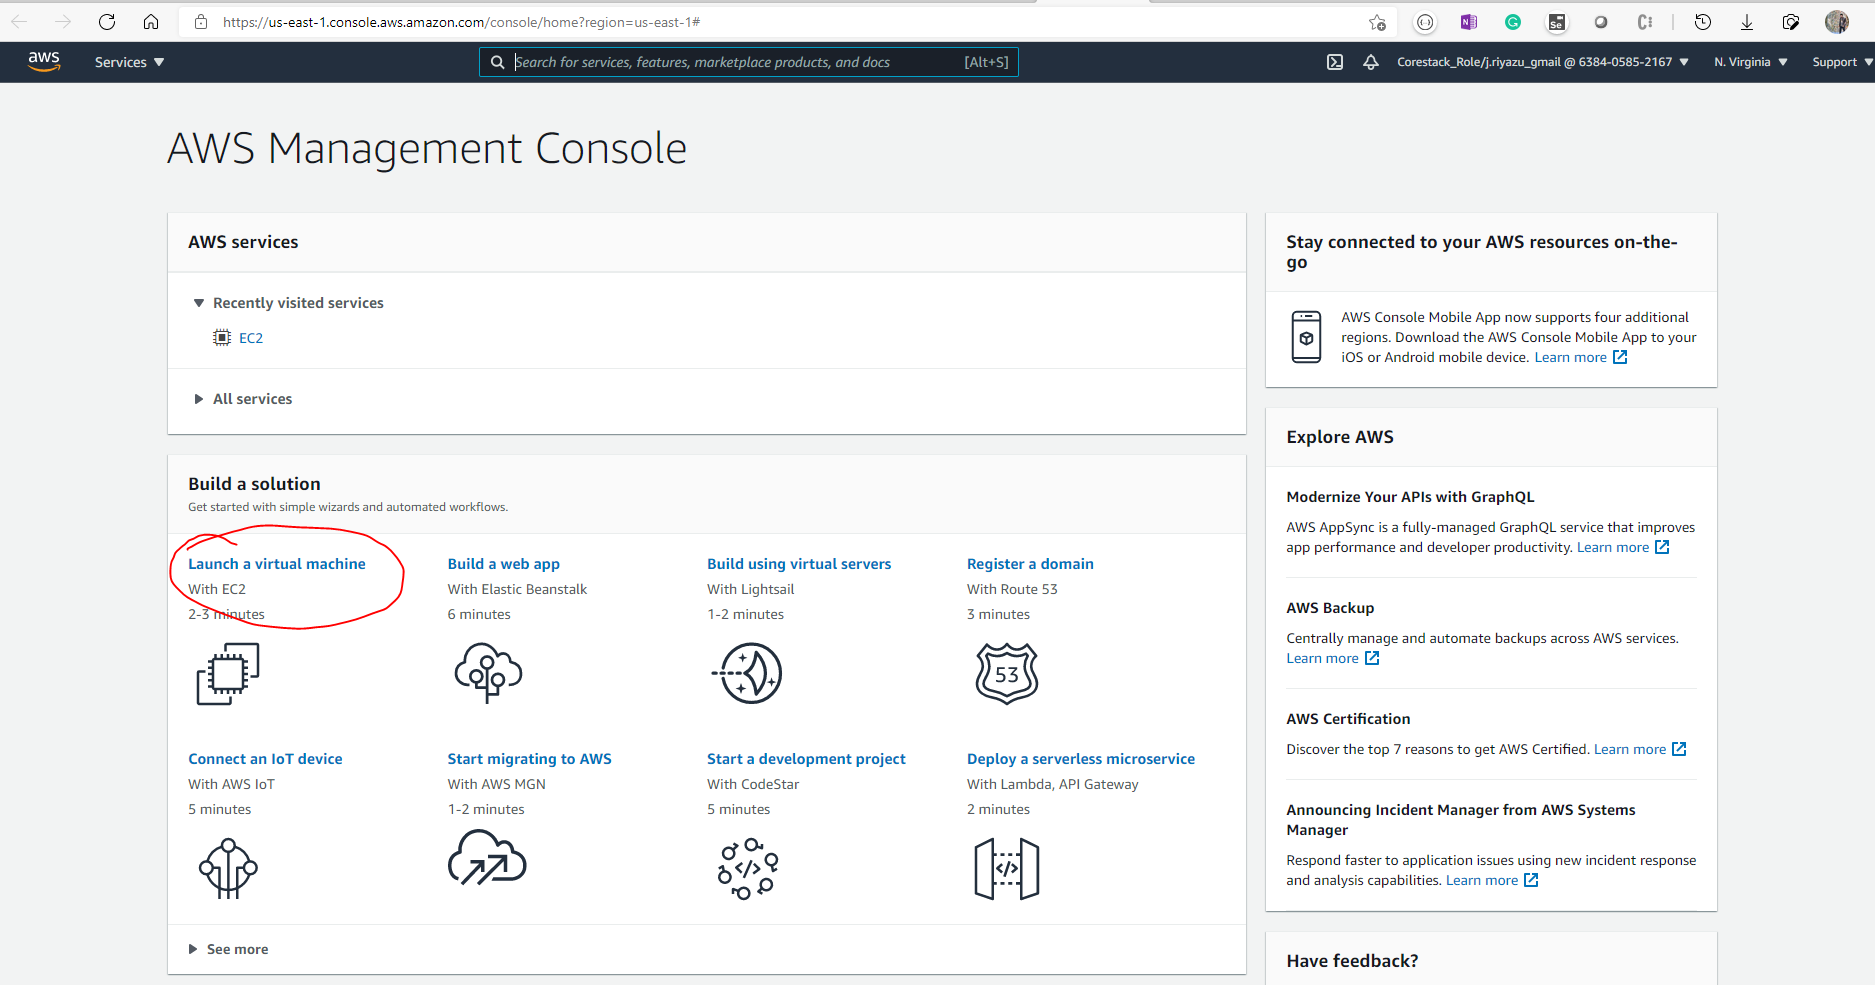 https://us-east-1.console.aws.amazon.com/console/home?region=us-east-1#
aws
Services
Search for services, features, marketplace products, and docs
[Alt+S]
Corestack_Role/j.riyazu_gmail @ 6384-0585-2167
N. Virginia
Support
AWS Management Console
AWS services
Recently visited services
EC2
All services
Build a solution
Get started with simple wizards and automated workflows.
Launch a virtual machine
With EC2
2-3 minutes
Build a web app
With Elastic Beanstalk
6 minutes
Build using virtual servers
With Lightsail
1-2 minutes
Register a domain
With Route 53
3 minutes
53
Connect an IoT device
With AWS IoT
5 minutes
Start migrating to AWS
With AWS MGN
1-2 minutes
Start a development project
With CodeStar
5 minutes
</>
Deploy a serverless microservice
With Lambda, API Gateway
2 minutes
</>
See more
Stay connected to your AWS resources on-the-
go
AWS Console Mobile App now supports four additional
regions. Download the AWS Console Mobile App to your
iOS or Android mobile device. Learn more
Explore AWS
Modernize Your APIs with GraphQL
AWS AppSync is a fully-managed GraphQL service that improves
app performance and developer productivity. Learn more
AWS Backup
Centrally manage and automate backups across AWS services.
Learn more
AWS Certification
Discover the top 7 reasons to get AWS Certified. Learn more
Announcing Incident Manager from AWS Systems
Manager
Respond faster to application issues using new incident response
and analysis capabilities. Learn more
Have feedback?